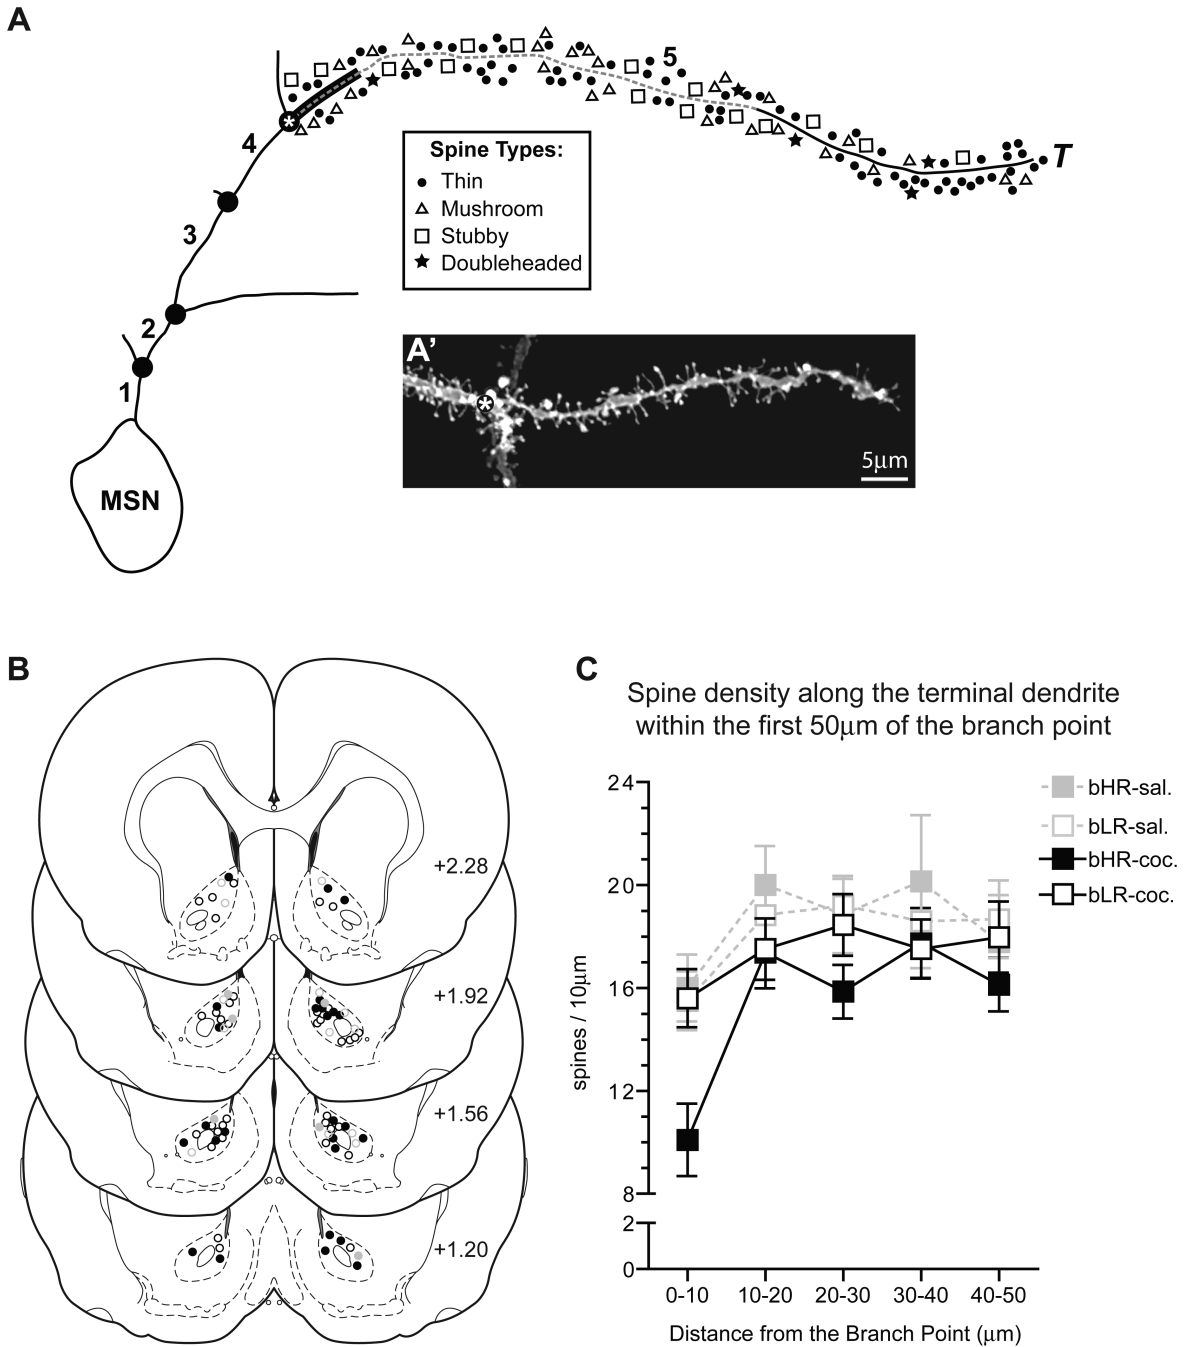 A
5
4
T
Spine Types:
Thin
Mushroom
Stubby
Doubleheaded
3
2
1
A’
*
5µm
MSN
B
+2.28
+1.92
+1.56
+1.20
C
Spine density along the terminal dendrite
within the first 50µm of the branch point
bHR-sal.
bLR-sal.
bHR-coc.
bLR-coc.
24
20
16
12
8
2
0
spines / 10µm
0-10 10-20 20-30 30-40 40-50
Distance from the Branch Point (µm)